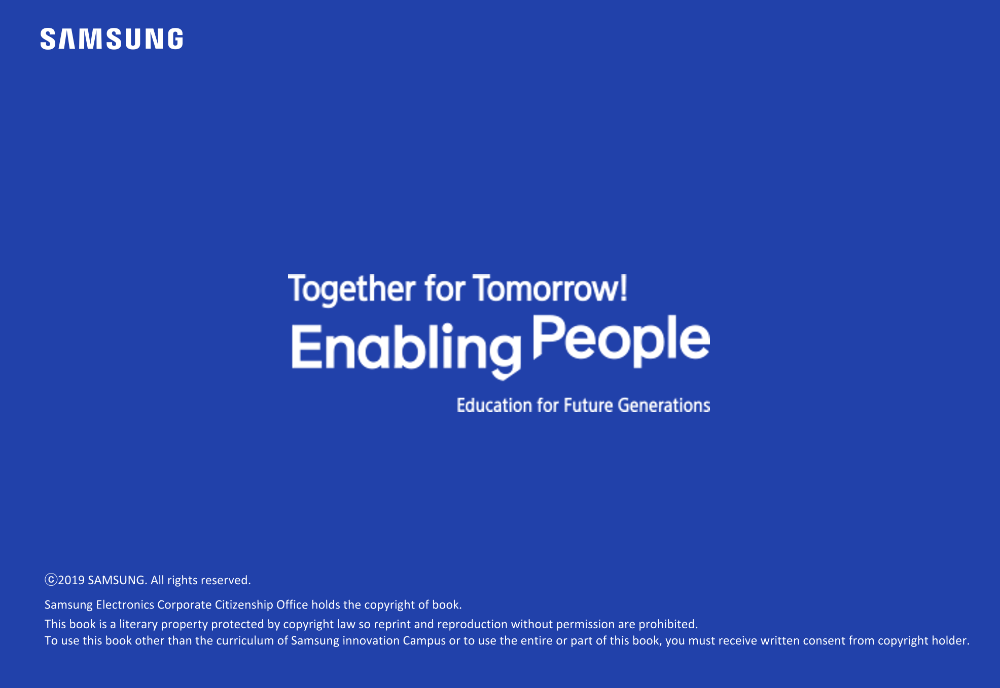 SAMSUNG
Together for Tomorrow!
Enabling People
Education for Future Generations
ⓒ2019 SAMSUNG. All rights reserved.
Samsung Electronics Corporate Citizenship Office holds the copyright of book.
This book is a literary property protected by copyright law so reprint and reproduction without permission are prohibited.
To use this book other than the curriculum of Samsung innovation Campus or to use the entire or part of this book, you must receive written consent from copyright holder.